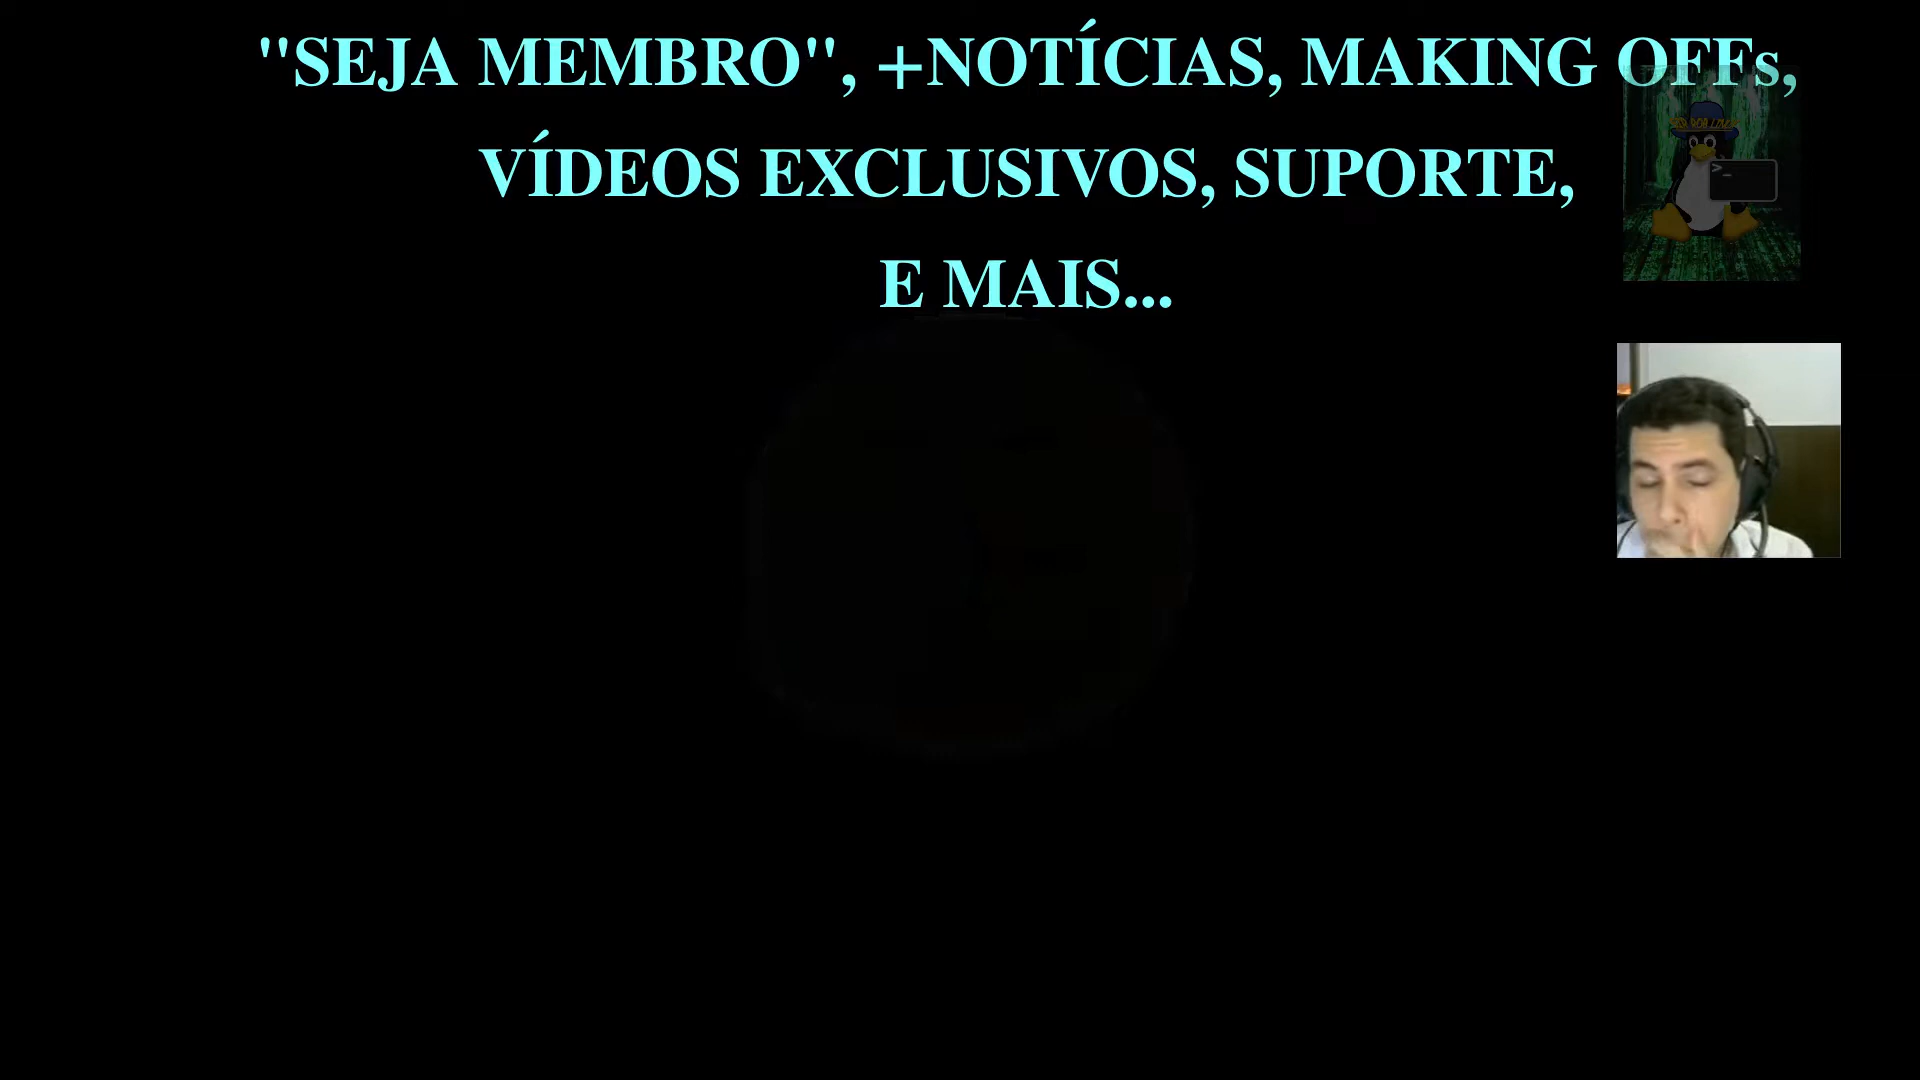 "SEJA MEMBRO", +NOTÍCIAS, MAKING OFFs,
VÍDEOS EXCLUSIVOS, SUPORTE,
E MAIS...
>_